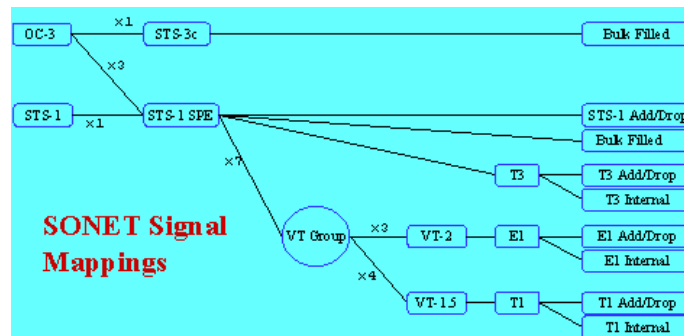 OC-3
×1
STS-3c
Bulk Filled
×3
STS-1
×1
STS-1 SPE
STS-1 Add/Drop
Bulk Filled
×7
T3
T3 Add/Drop
T3 Internal
SONET Signal
Mappings
VT Group
×3
VT-2
E1
E1 Add/Drop
E1 Internal
×4
VT-1.5
T1
T1 Add/Drop
T1 Internal